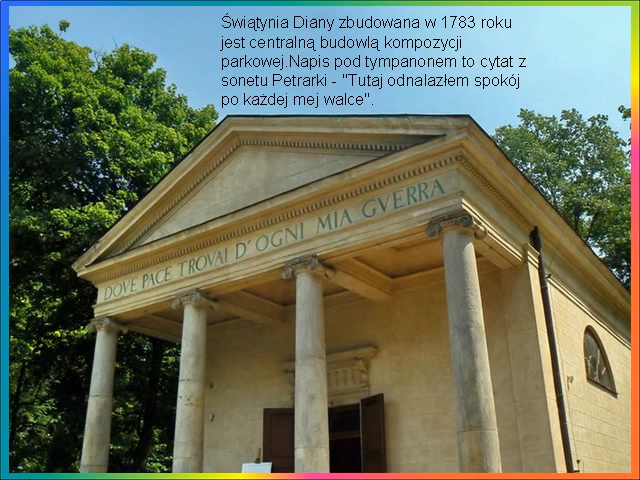 Świątynia Diany zbudowana w 1783 roku
jest centralną budowlą kompozycji
parkowej.Napis pod tympanonem to cytat z
sonetu Petrarki - "Tutaj odnalazłem spokój
po każdej mej walce".
DOVE PACE TROVAI D' OGNI MIA GVERRA